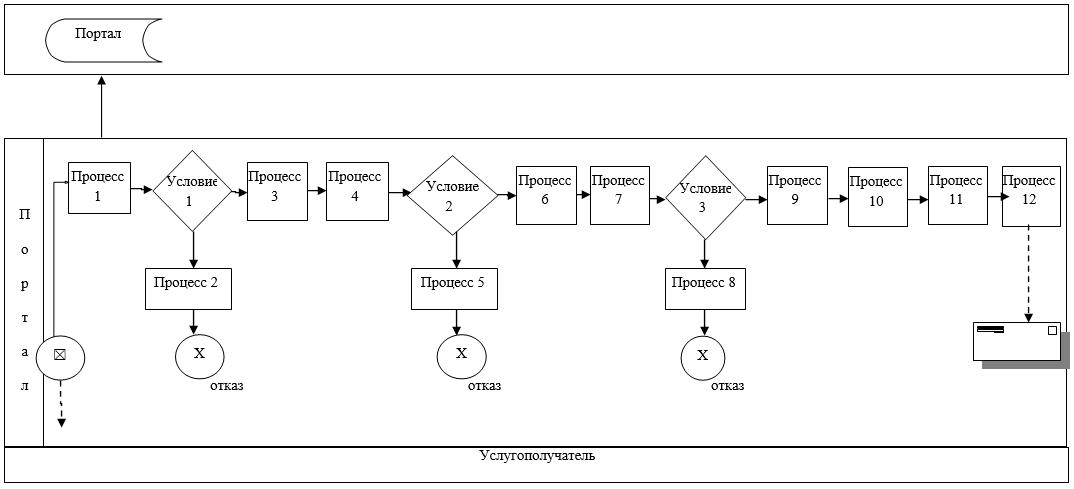 Портал
Портал
Процесс
1
Условие
1
Процесс
3
Процесс
4
Условие
2
Процесс
6
Процесс
7
Условие
3
Процесс
9
Процесс
10
Процесс
11
Процесс
12
Процесс 2
Процесс 5
Процесс 8
X
отказ
X
отказ
X
отказ
Услугополучатель